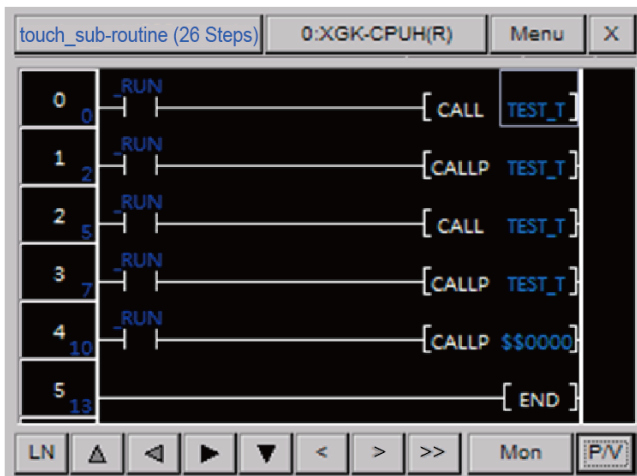 touch_sub-routine (26 Steps) 0:XGK-CPUH(R) Menu X
_RUN
0 0 CALL TEST_T
_RUN
1 2 CALLP TEST_T
_RUN
2 5 CALL TEST_T
_RUN
3 7 CALLP TEST_T
_RUN
4 10 CALLP $$0000
5 13 END
LN < > >> Mon P/V